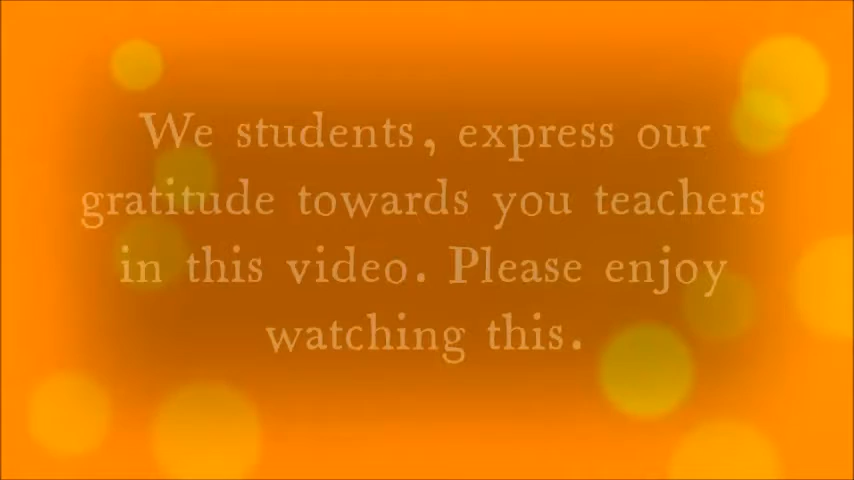 We students, express our
gratitude towards you teachers
in this video. Please enjoy
watching this.